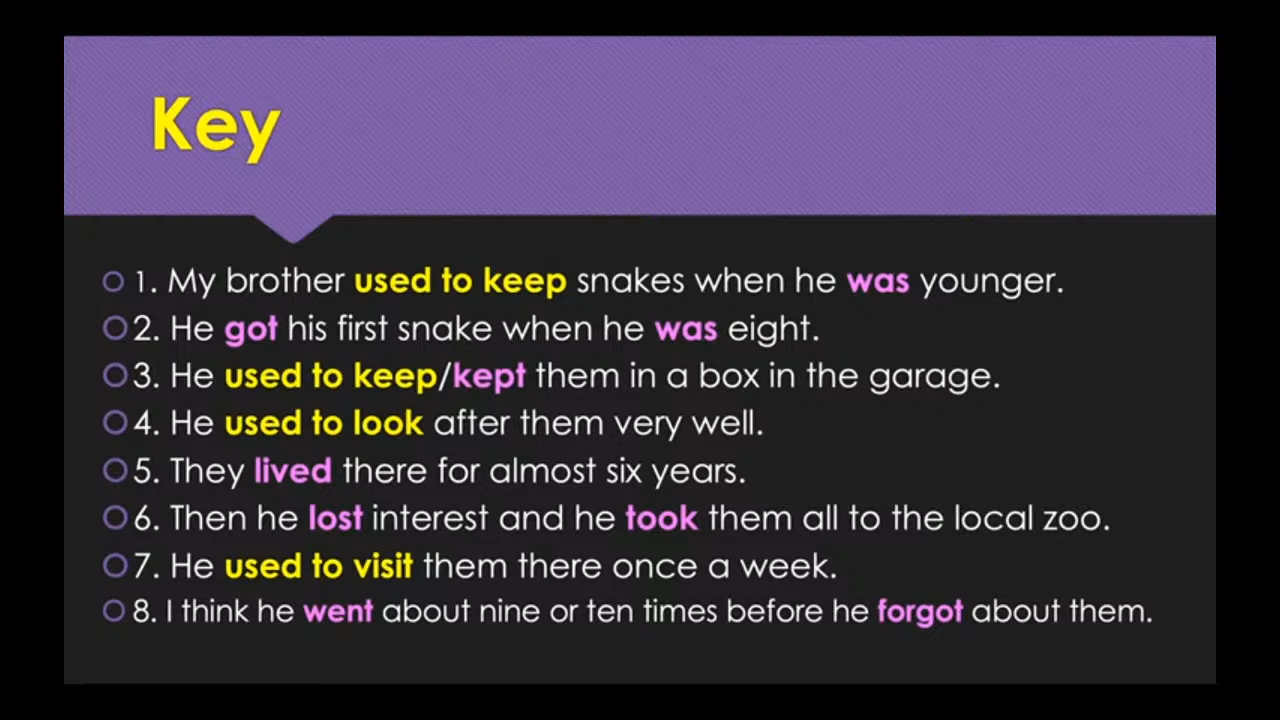 Key
1. My brother used to keep snakes when he was younger.
2. He got his first snake when he was eight.
3. He used to keep/kept them in a box in the garage.
4. He used to look after them very well.
5. They lived there for almost six years.
6. Then he lost interest and he took them all to the local zoo.
7. He used to visit them there once a week.
8. I think he went about nine or ten times before he forgot about them.